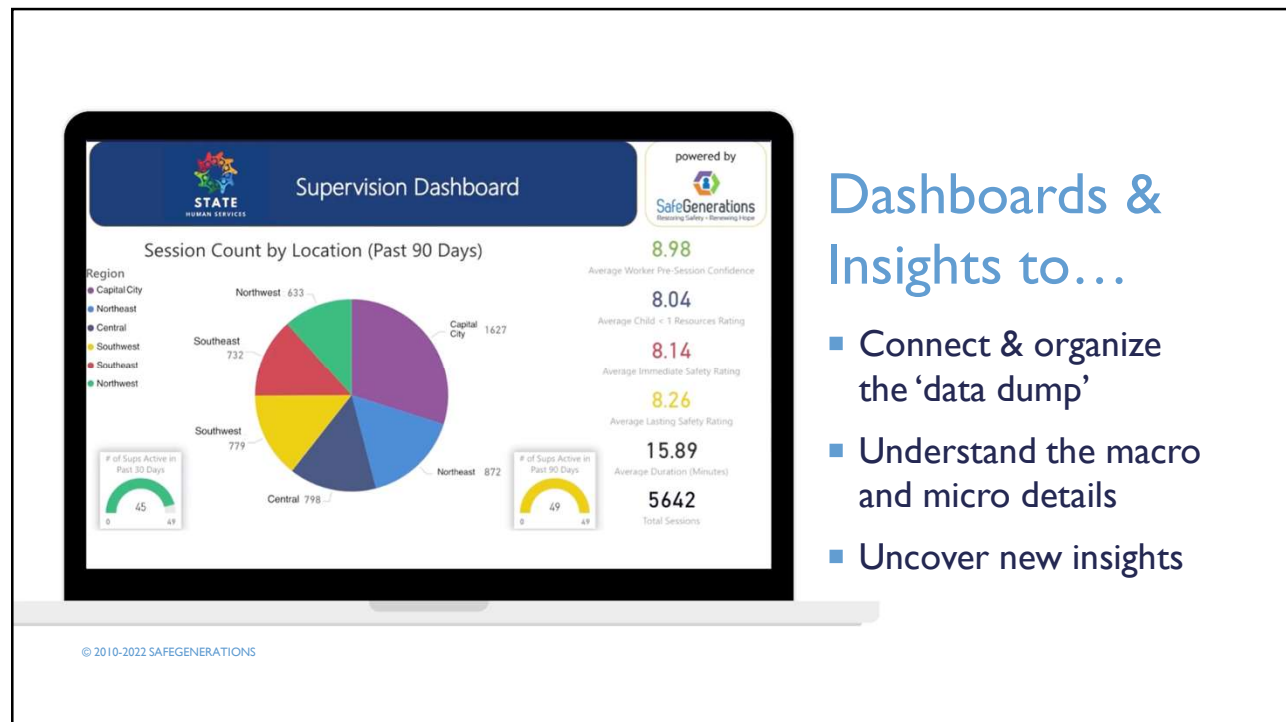 STATE
HUMAN SERVICES
Supervision Dashboard
powered by
SafeGenerations
Restoring Safety - Renewing Hope
Session Count by Location (Past 90 Days)
Region
Capital City
Northeast
Central
Southwest
Southeast
Northwest
Northwest 633
Capital
City 1627
Southeast
732
Southwest
779
Northeast 872
Central 798
# of Sups Active in
Past 30 Days
45
0 49
# of Sups Active in
Past 90 Days
49
0 49
8.98
Average Worker Pre-Session Confidence
8.04
Average Child < 1 Resources Rating
8.14
Average Immediate Safety Rating
8.26
Average Lasting Safety Rating
15.89
Average Duration (Minutes)
5642
Total Sessions
Dashboards &
Insights to…
Connect & organize
the ‘data dump’
Understand the macro
and micro details
Uncover new insights
© 2010-2022 SAFEGENERATIONS